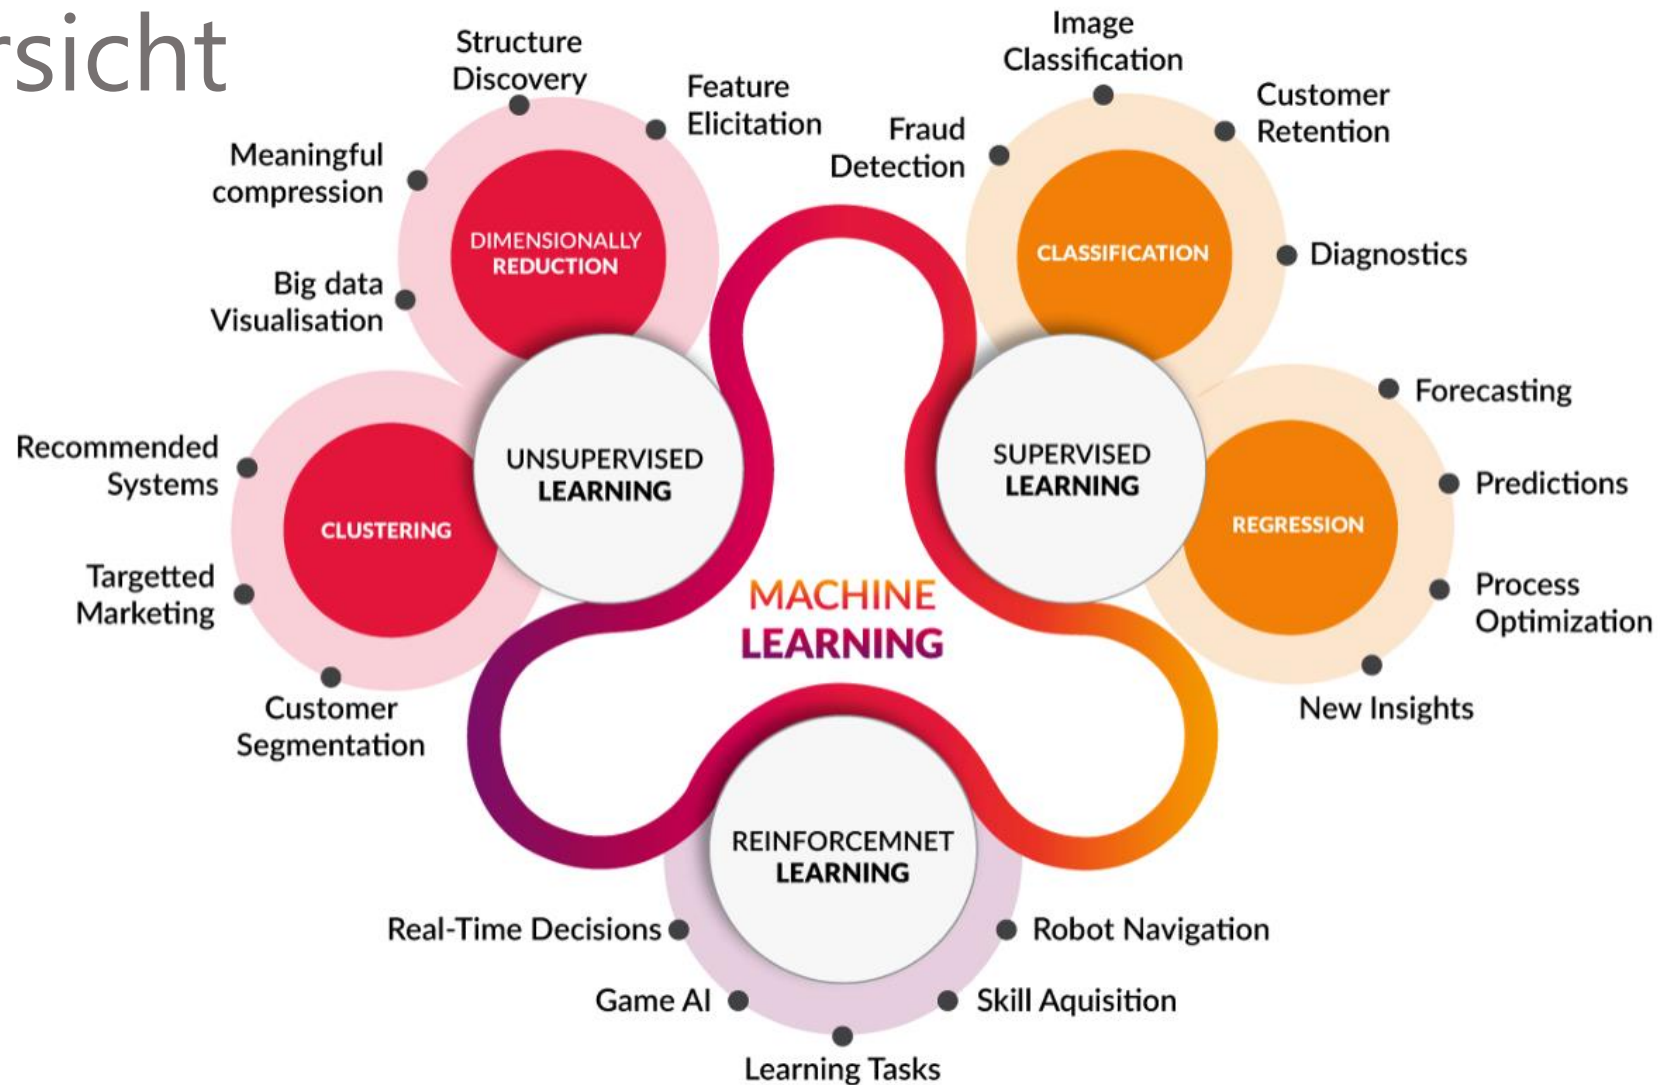 rsicht
Structure
Discovery
Feature
Elicitation
Meaningful
compression
Big data
Visualisation
DIMENSIONALLY
REDUCTION
Recommended
Systems
Targetted
Marketing
Customer
Segmentation
CLUSTERING
UNSUPERVISED
LEARNING
Image
Classification
Fraud
Detection
Customer
Retention
Diagnostics
CLASSIFICATION
SUPERVISED
LEARNING
Forecasting
Predictions
Process
Optimization
New Insights
REGRESSION
MACHINE
LEARNING
REINFORCEMNET
LEARNING
Real-Time Decisions
Game AI
Learning Tasks
Skill Aquisition
Robot Navigation